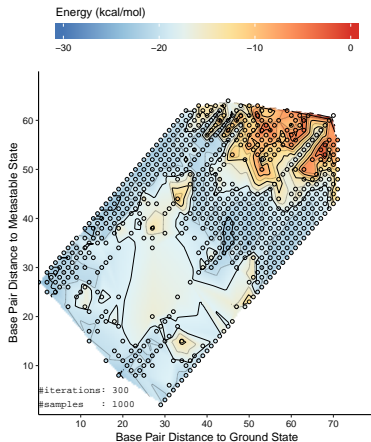 Energy (kcal/mol)
−30 −20 −10 0
Base Pair Distance to Metastable State
60
50
40
30
20
10
#iterations: 300
#samples : 1000
10 20 30 40 50 60 70
Base Pair Distance to Ground State